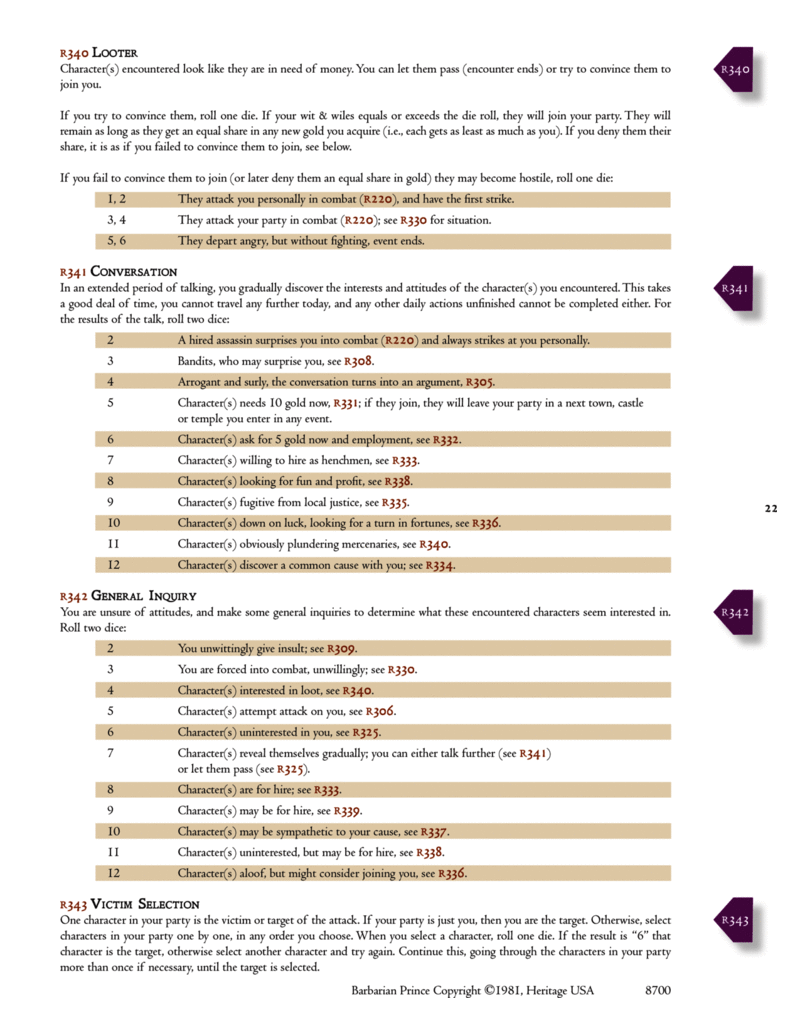 R340 LOOTER
Character(s) encountered look like they are in need of money. You can let them pass (encounter ends) or try to convince them to
join you.
R340
If you try to convince them, roll one die. If your wit & wiles equals or exceeds the die roll, they will join your party. They will
remain as long as they get an equal share in any new gold you acquire (i.e., each gets as least as much as you). If you deny them their
share, it is as if you failed to convince them to join, see below.
If you fail to convince them to join (or later deny them an equal share in gold) they may become hostile, roll one die:
1, 2 They attack you personally in combat (R220), and have the first strike.
3, 4 They attack your party in combat (R220); see R330 for situation.
5, 6 They depart angry, but without fighting, event ends.
R341 CONVERSATION
In an extended period of talking, you gradually discover the interests and attitudes of the character(s) you encountered. This takes
a good deal of time, you cannot travel any further today, and any other daily actions unfinished cannot be completed either. For
the results of the talk, roll two dice:
R341
2 A hired assassin surprises you into combat (R220) and always strikes at you personally.
3 Bandits, who may surprise you, see R308.
4 Arrogant and surly, the conversation turns into an argument, R305.
5 Character(s) needs 10 gold now, R331; if they join, they will leave your party in a next town, castle
or temple you enter in any event.
6 Character(s) ask for 5 gold now and employment, see R332.
7 Character(s) willing to hire as henchmen, see R333.
8 Character(s) looking for fun and profit, see R338.
9 Character(s) fugitive from local justice, see R335.
10 Character(s) down on luck, looking for a turn in fortunes, see R336.
11 Character(s) obviously plundering mercenaries, see R340.
12 Character(s) discover a common cause with you; see R334.
22
R342 GENERAL INQUIRY
You are unsure of attitudes, and make some general inquiries to determine what these encountered characters seem interested in.
Roll two dice:
R342
2 You unwittingly give insult; see R309.
3 You are forced into combat, unwillingly; see R330.
4 Character(s) interested in loot, see R340.
5 Character(s) attempt attack on you, see R306.
6 Character(s) uninterested in you, see R325.
7 Character(s) reveal themselves gradually; you can either talk further (see R341)
or let them pass (see R325).
8 Character(s) are for hire; see R333.
9 Character(s) may be for hire, see R339.
10 Character(s) may be sympathetic to your cause, see R337.
11 Character(s) uninterested, but may be for hire, see R338.
12 Character(s) aloof, but might consider joining you, see R336.
R343 VICTIM SELECTION
One character in your party is the victim or target of the attack. If your party is just you, then you are the target. Otherwise, select
characters in your party one by one, in any order you choose. When you select a character, roll one die. If the result is “6” that
character is the target, otherwise select another character and try again. Continue this, going through the characters in your party
more than once if necessary, until the target is selected.
R343
Barbarian Prince Copyright ©1981, Heritage USA 8700